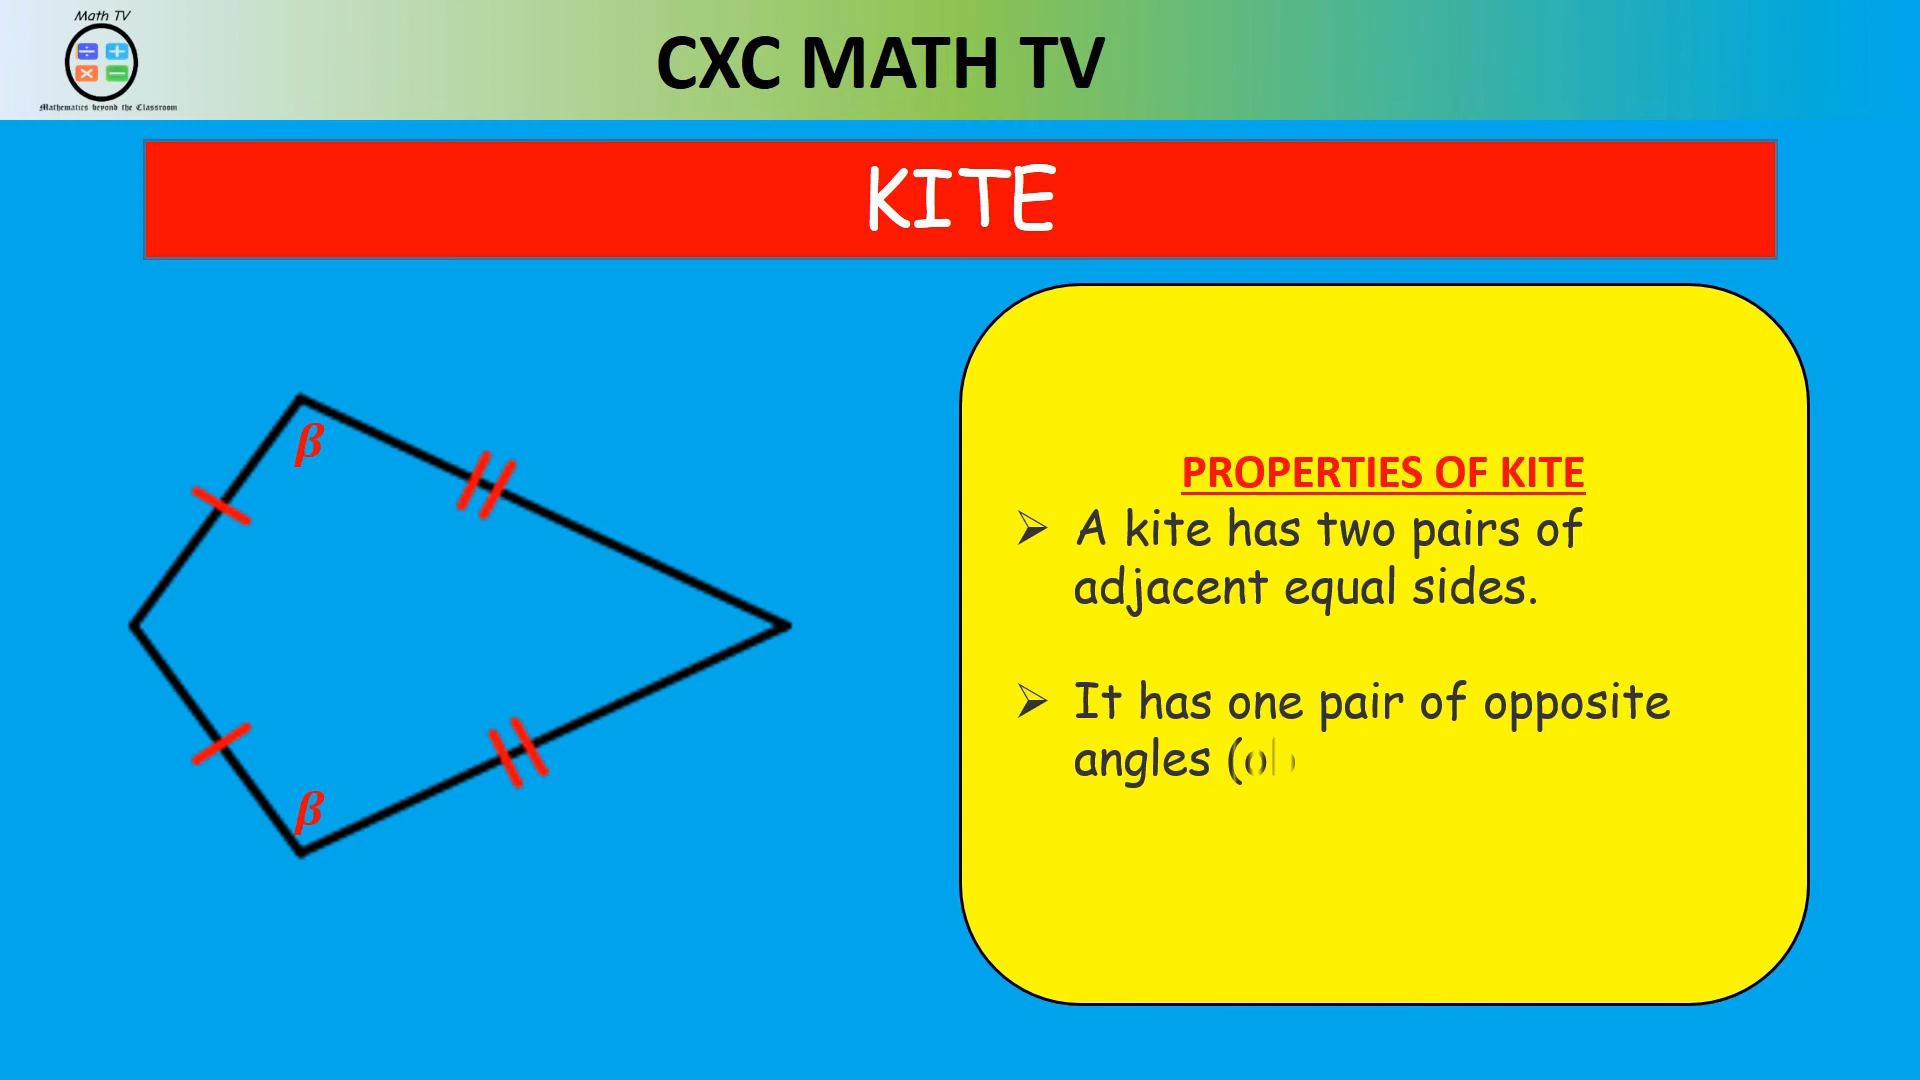 Math TV
Mathematics beyond the Classroom
CXC MATH TV
KITE
β
β
PROPERTIES OF KITE
➢ A kite has two pairs of
adjacent equal sides.
➢ It has one pair of opposite
angles (